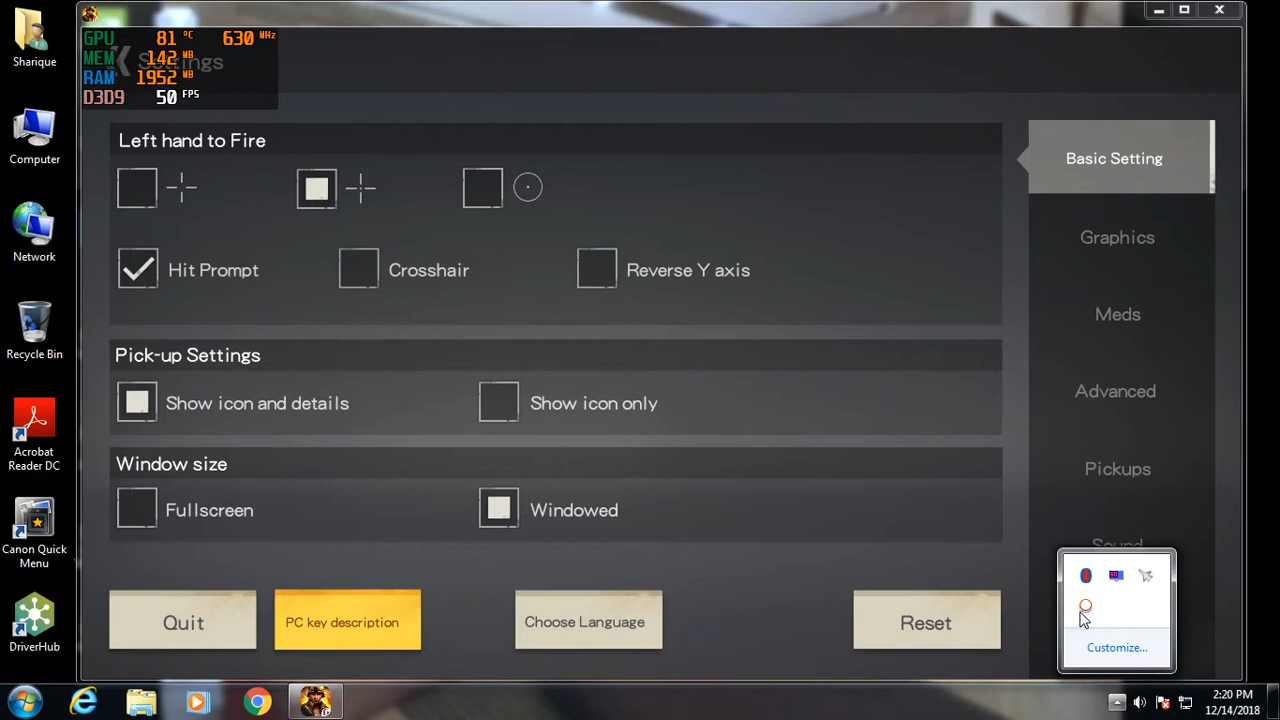 Sharique
Computer
Network
Recycle Bin
Acrobat
Reader DC
Canon Quick
Menu
DriverHub
GPU 81 °C 630 MHz
MEM 142 MB
RAM 1952 MB
D3D9 50 FPS
Settings
Left hand to Fire
Hit Prompt
Crosshair
Reverse Y axis
Pick-up Settings
Show icon and details
Show icon only
Window size
Fullscreen
Windowed
Quit
PC key description
Choose Language
Reset
Basic Setting
Graphics
Meds
Advanced
Pickups
Sound
Customize...
2:20 PM
12/14/2018